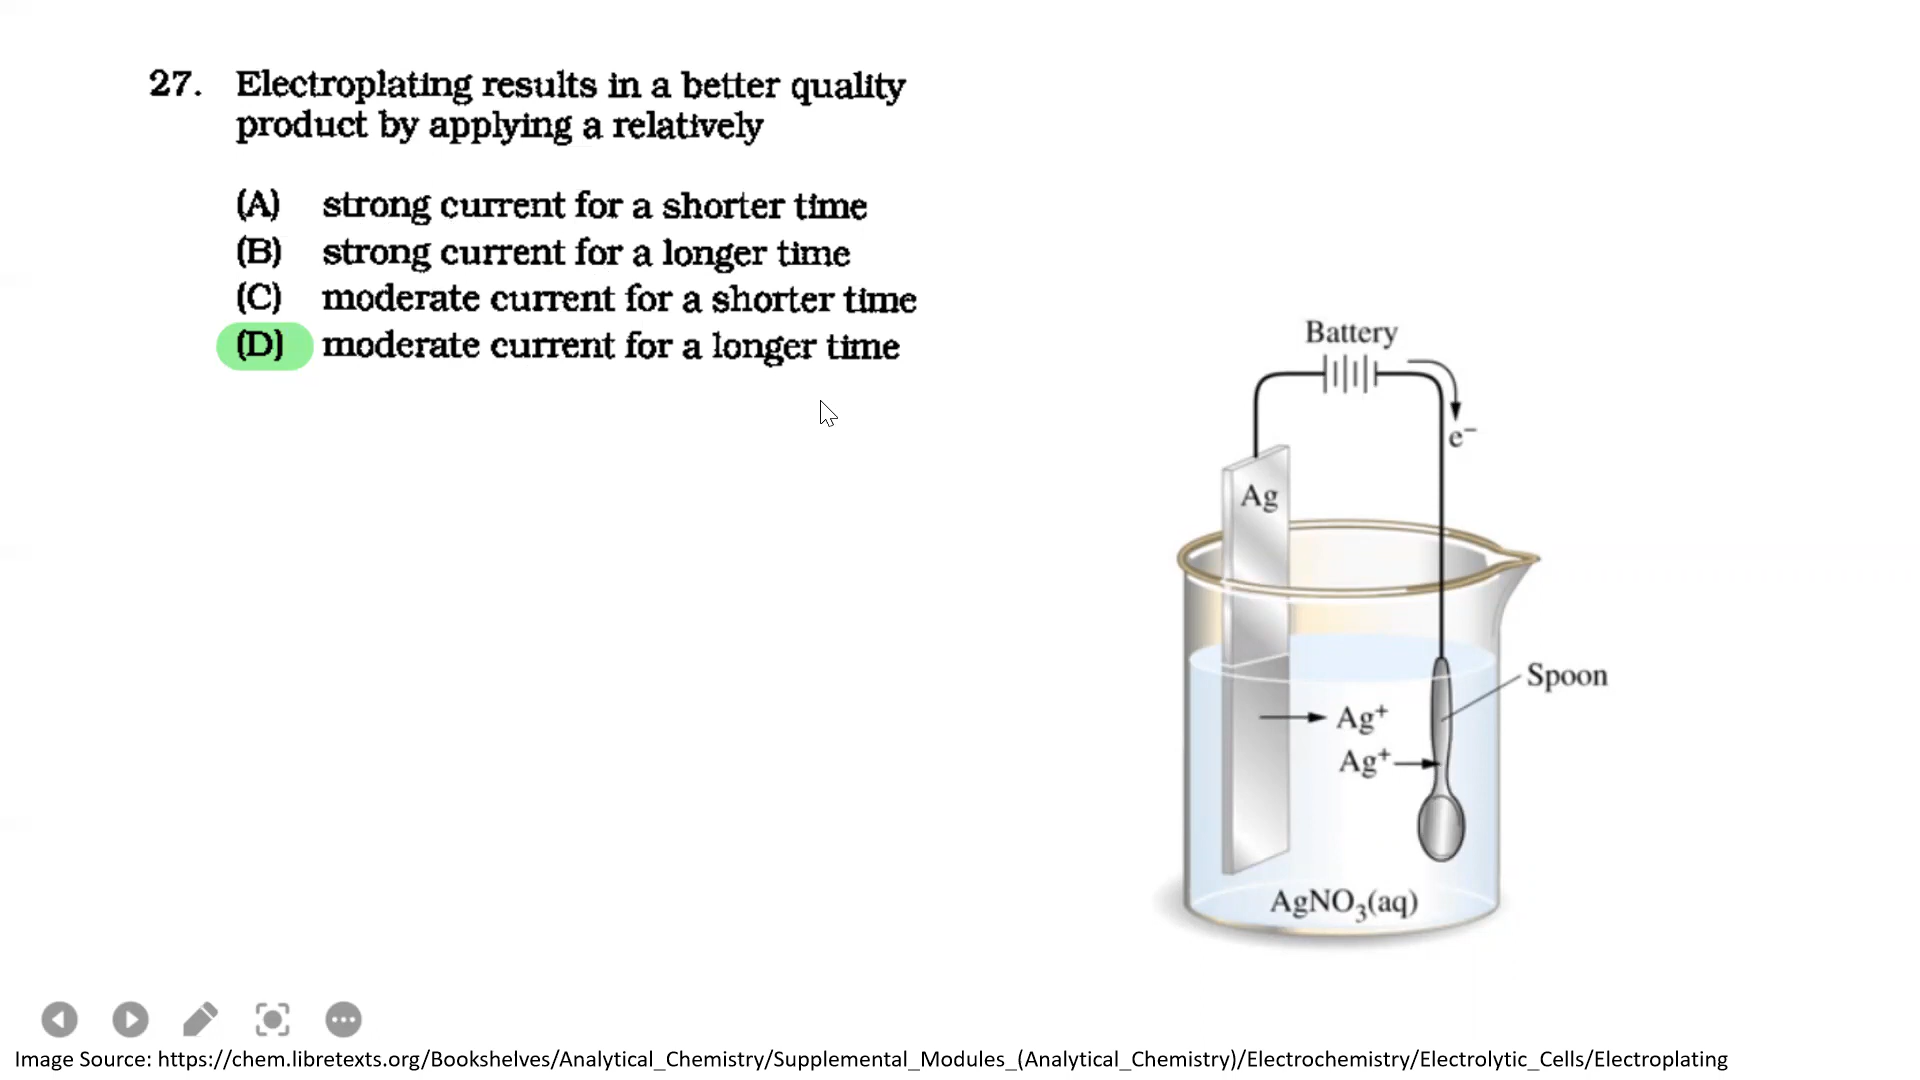 27. Electroplating results in a better quality
product by applying a relatively
(A) strong current for a shorter time
(B) strong current for a longer time
(C) moderate current for a shorter time
(D) moderate current for a longer time
Battery
e⁻
Ag
Spoon
Ag⁺
Ag⁺
AgNO₃(aq)
Image Source: https://chem.libretexts.org/Bookshelves/Analytical_Chemistry/Supplemental_Modules_(Analytical_Chemistry)/Electrochemistry/Electrolytic_Cells/Electroplating